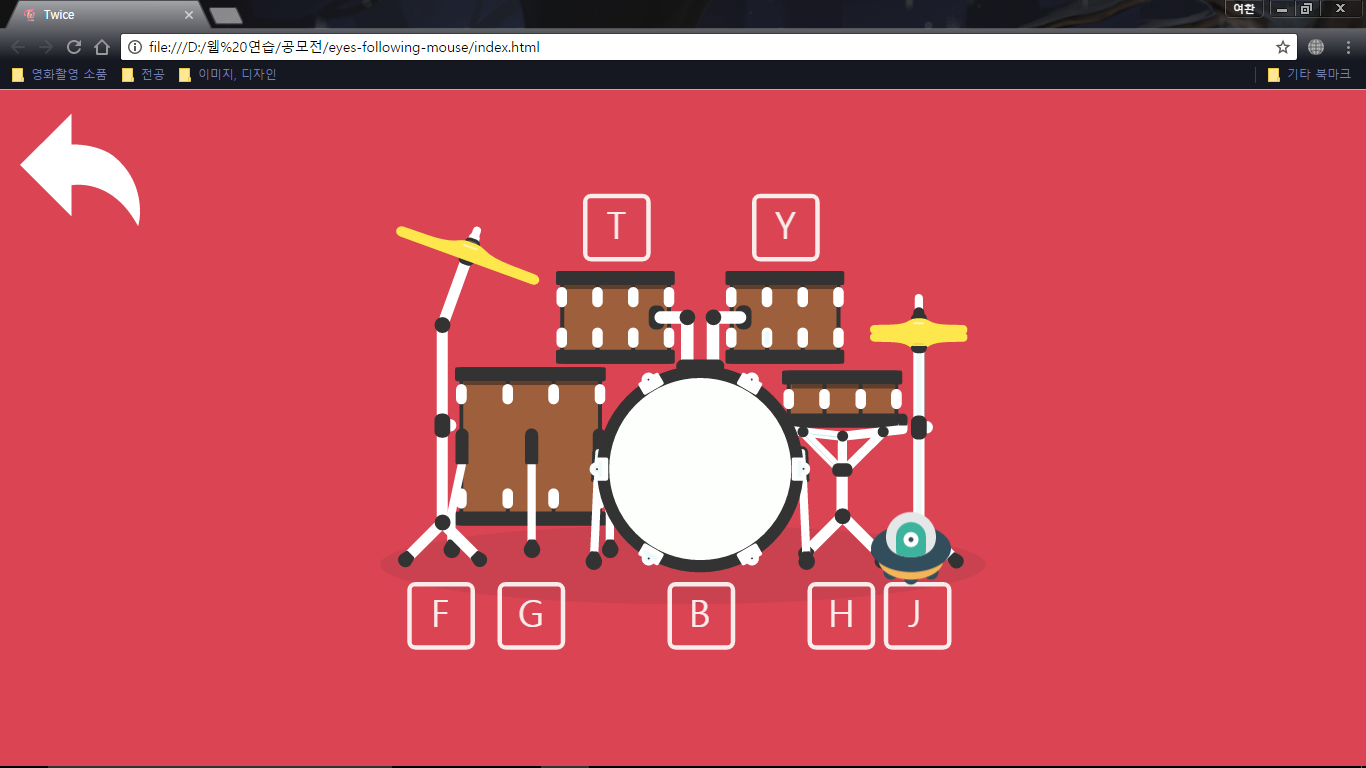 Twice
여찬
file:///D:/웹%20연습/공모전/eyes-following-mouse/index.html
영화촬영 소품 전공 이미지, 디자인 기타 북마크
T Y
F G B H J